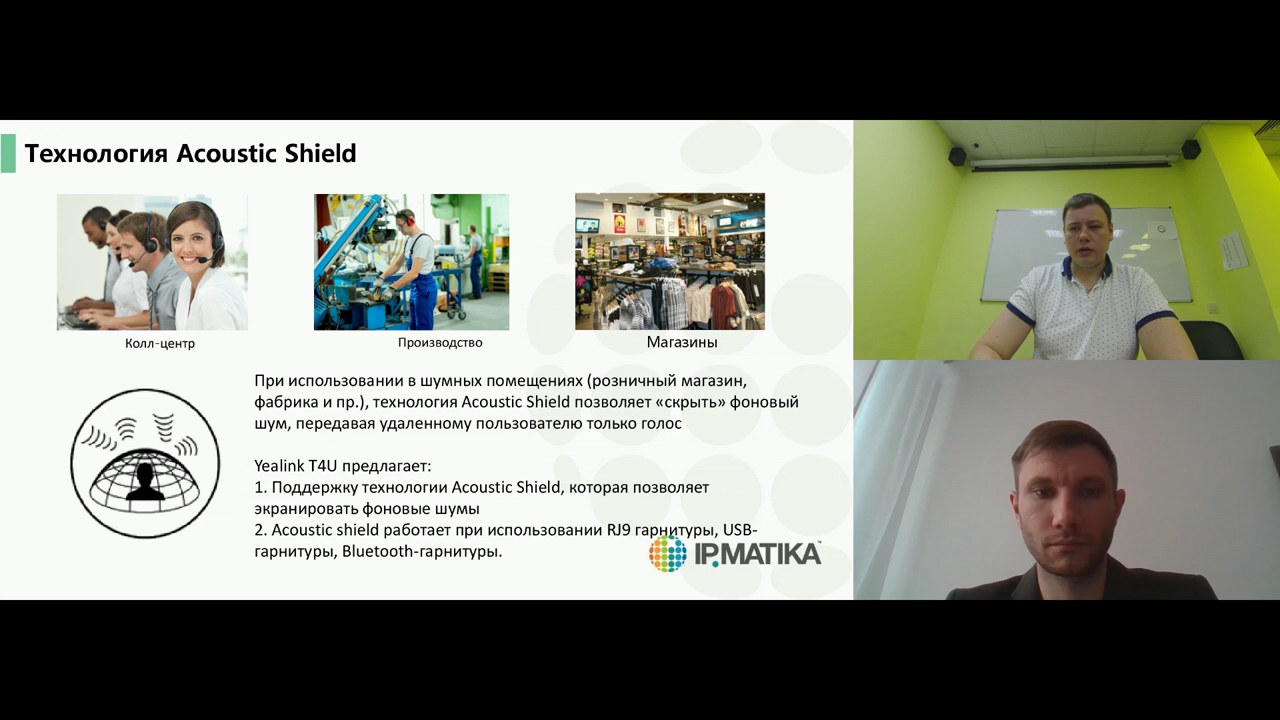 Технология Acoustic Shield
Колл-центр
Производство
Магазины
При использовании в шумных помещениях (розничный магазин,
фабрика и пр.), технология Acoustic Shield позволяет «скрыть» фоновый
шум, передавая удаленному пользователю только голос
Yealink T4U предлагает:
1. Поддержку технологии Acoustic Shield, которая позволяет
экранировать фоновые шумы
2. Acoustic shield работает при использовании RJ9 гарнитуры, USB-
гарнитуры, Bluetooth-гарнитуры.
IPMATIKA™